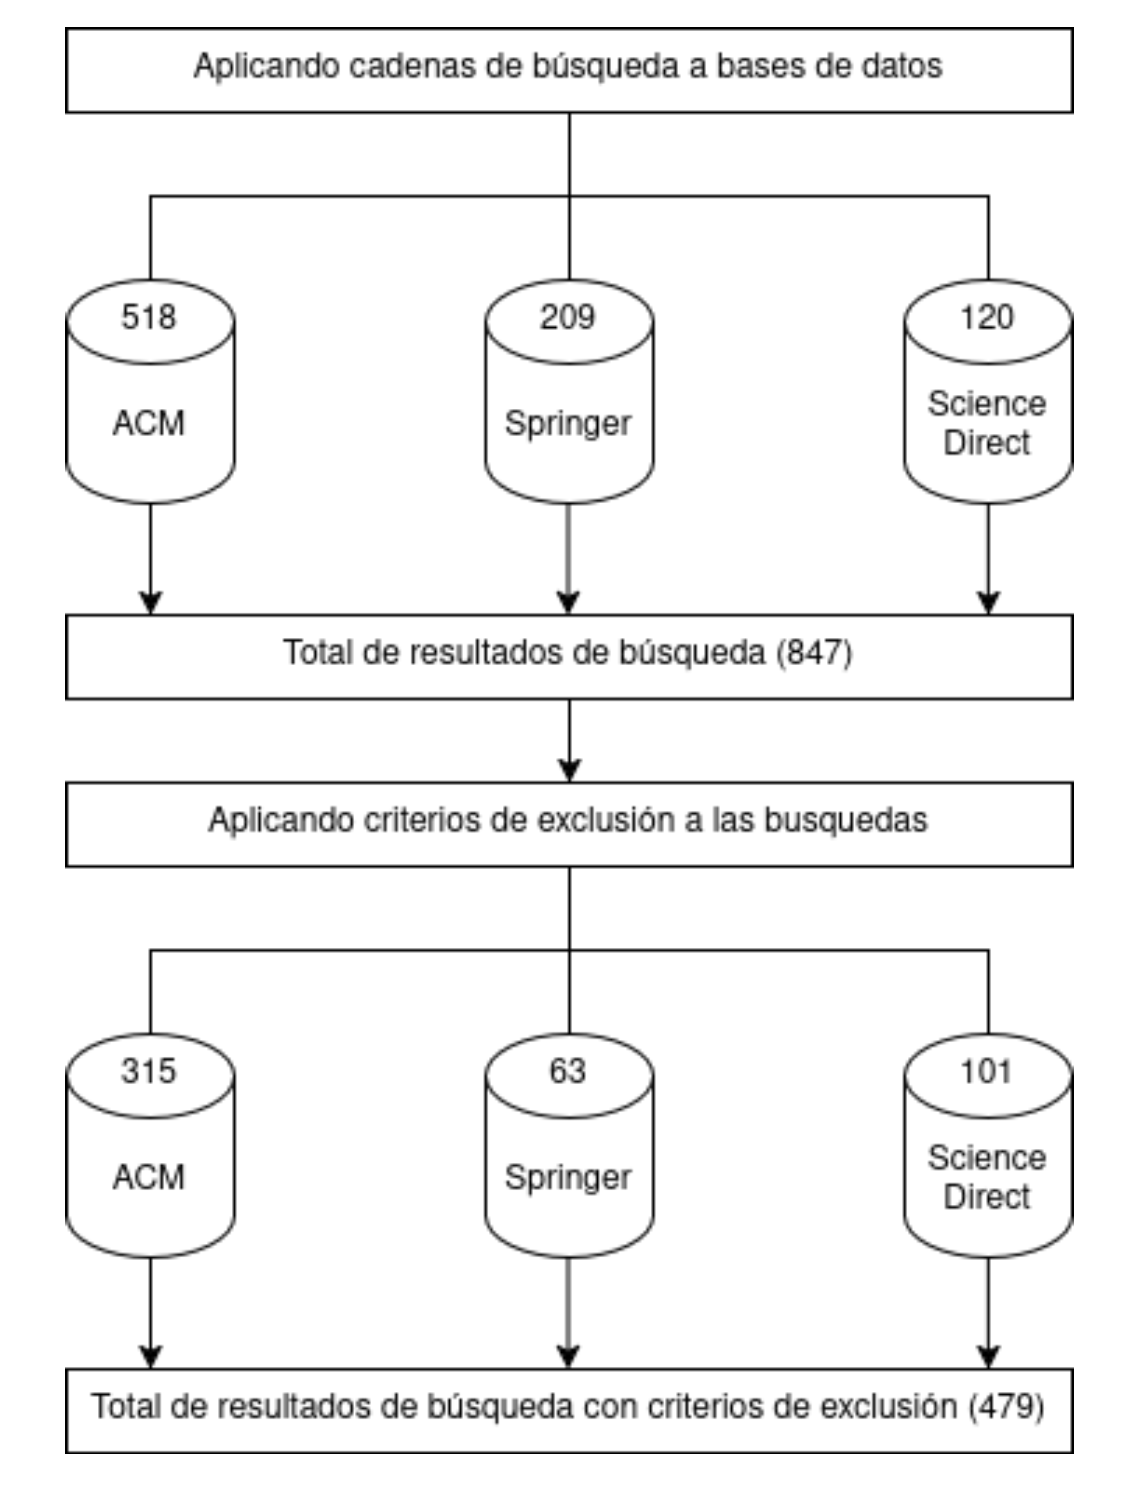 Aplicando cadenas de búsqueda a bases de datos
518
209
120
ACM
Springer
Science
Direct
Total de resultados de búsqueda (847)
Aplicando criterios de exclusión a las busquedas
315
63
101
ACM
Springer
Science
Direct
Total de resultados de búsqueda con criterios de exclusión (479)